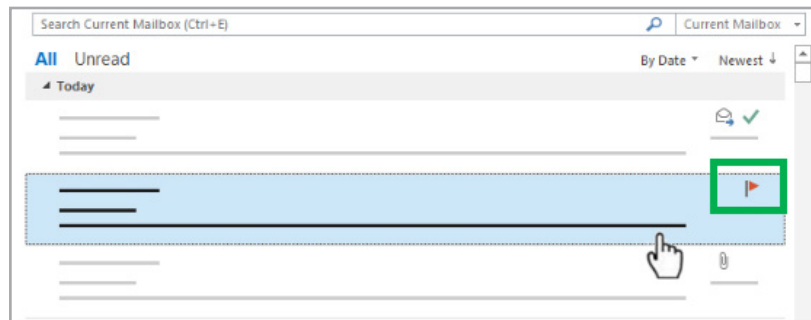 Search Current Mailbox (Ctrl+E) Current Mailbox
All Unread By Date Newest
Today